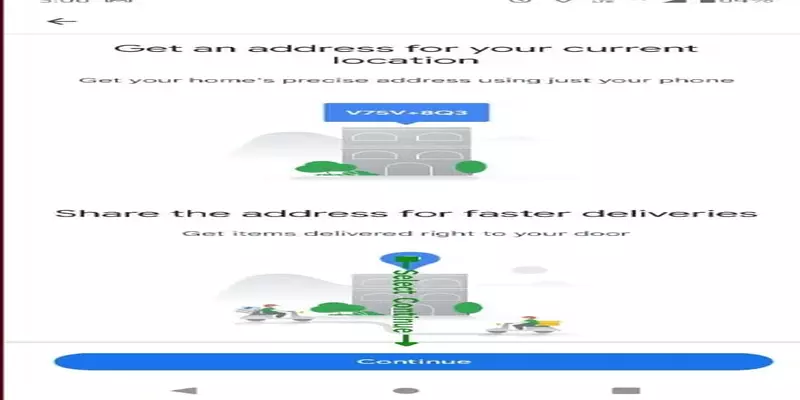 Get an address for your current
location
Get your home's precise address using just your phone
V75V+8Q3
Share the address for faster deliveries
Get items delivered right to your door
Select Continue
Continue